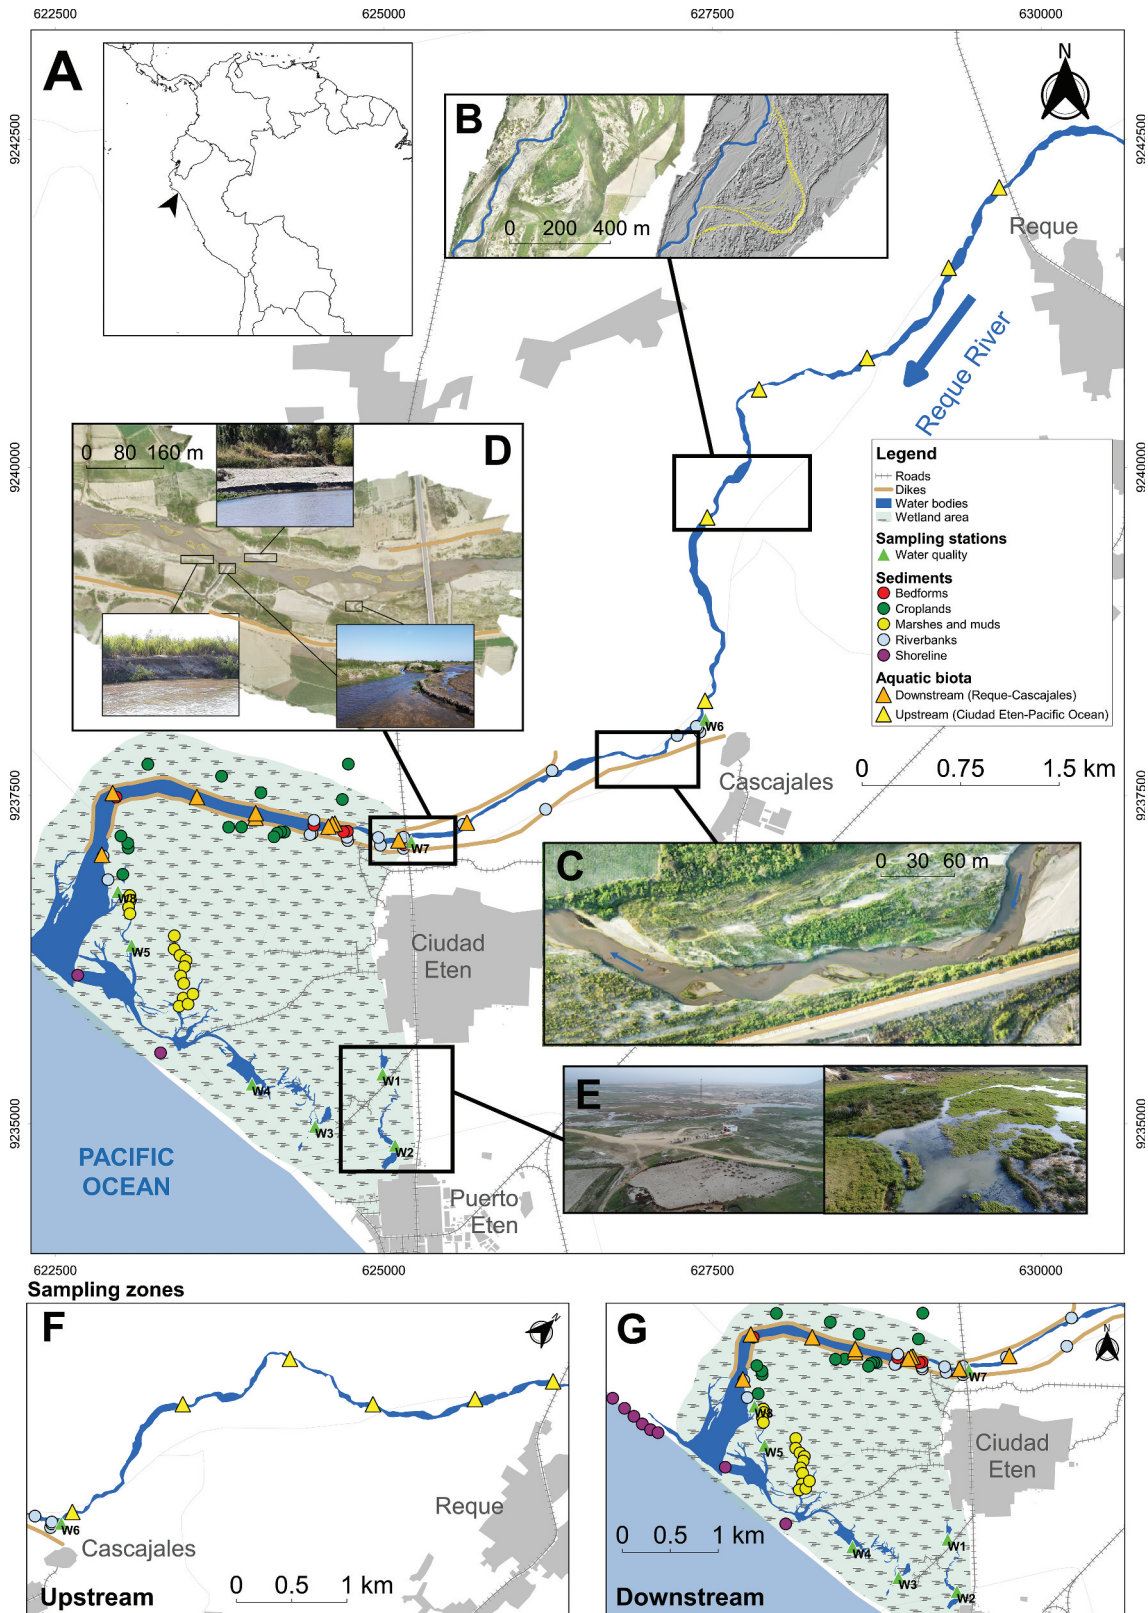 622500
625000
627500
630000
9242500
9242500
9240000
9240000
9237500
9237500
9235000
9235000
A
B
0 200 400 m
N
Reque
Reque River
D
0 80 160 m
Legend
Roads
Dikes
Water bodies
Wetland area
Sampling stations
Water quality
Sediments
Bedforms
Croplands
Marshes and muds
Riverbanks
Shoreline
Aquatic biota
Downstream (Reque-Cascajales)
Upstream (Ciudad Eten-Pacific Ocean)
W6
Cascajales
0 0.75 1.5 km
W7
C
0 30 60 m
W8
W5
Ciudad
Eten
W1
W4
W3
W2
E
PACIFIC
OCEAN
Puerto
Eten
622500
625000
627500
630000
Sampling zones
F
N
W6
Cascajales
Reque
0 0.5 1 km
Upstream
G
N
W7
W8
W5
Ciudad
Eten
0 0.5 1 km
W1
W4
W3
W2
Downstream